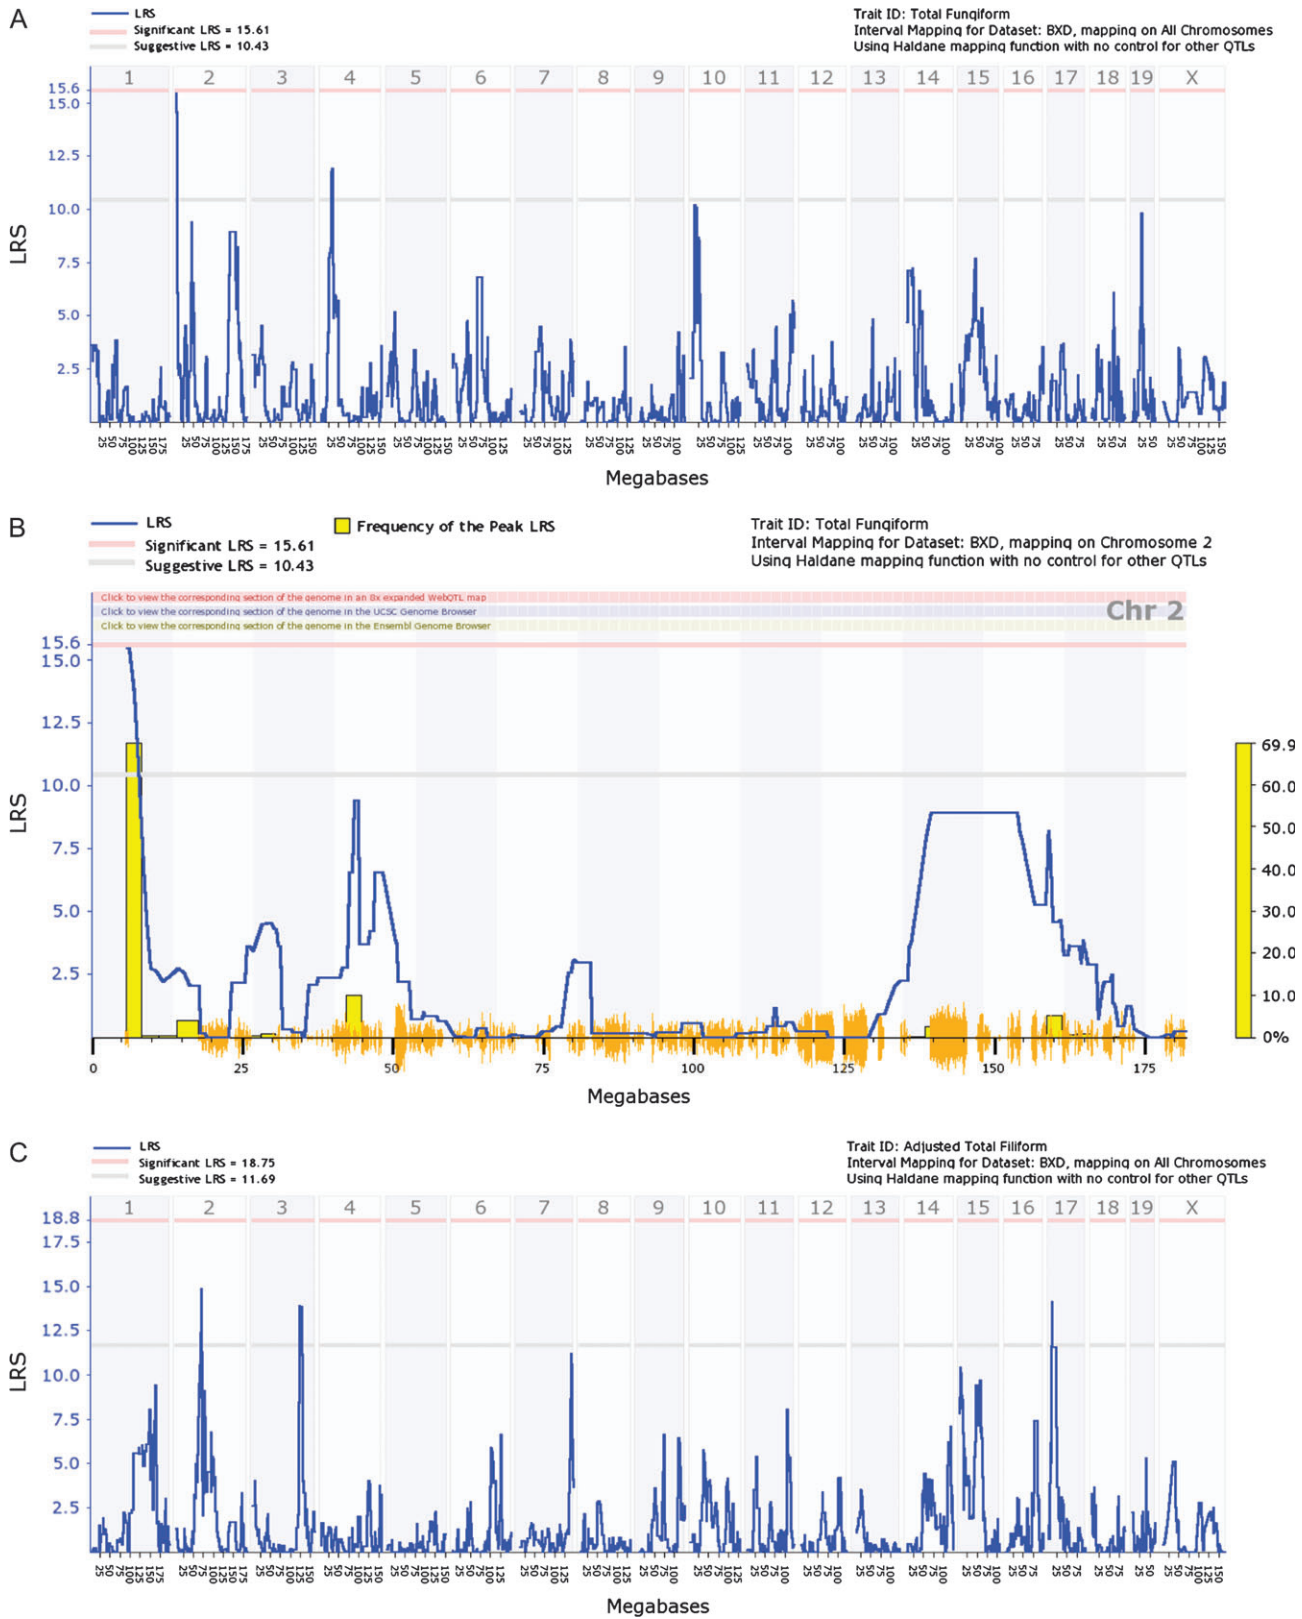 A
LRS
Significant LRS = 15.61
Suggestive LRS = 10.43
Trait ID: Total Fungiform
Interval Mapping for Dataset: BXD, mapping on All Chromosomes
Using Haldane mapping function with no control for other QTLs
1 2 3 4 5 6 7 8 9 10 11 12 13 14 15 16 17 18 19 X
15.6
15.0
12.5
10.0
7.5
5.0
2.5
LRS
Megabases
B
LRS
Significant LRS = 15.61
Suggestive LRS = 10.43
Frequency of the Peak LRS
Trait ID: Total Fungiform
Interval Mapping for Dataset: BXD, mapping on Chromosome 2
Using Haldane mapping function with no control for other QTLs
Click to view the corresponding section of the genome in an 8x expanded WebQTL map
Click to view the corresponding section of the genome in the UCSC Genome Browser
Click to view the corresponding section of the genome in the Ensembl Genome Browser
Chr 2
15.6
15.0
12.5
10.0
7.5
5.0
2.5
LRS
69.9
60.0
50.0
40.0
30.0
20.0
10.0
0%
0 25 50 75 100 125 150 175
Megabases
C
LRS
Significant LRS = 18.75
Suggestive LRS = 11.69
Trait ID: Adjusted Total Filiform
Interval Mapping for Dataset: BXD, mapping on All Chromosomes
Using Haldane mapping function with no control for other QTLs
1 2 3 4 5 6 7 8 9 10 11 12 13 14 15 16 17 18 19 X
18.8
17.5
15.0
12.5
10.0
7.5
5.0
2.5
LRS
Megabases